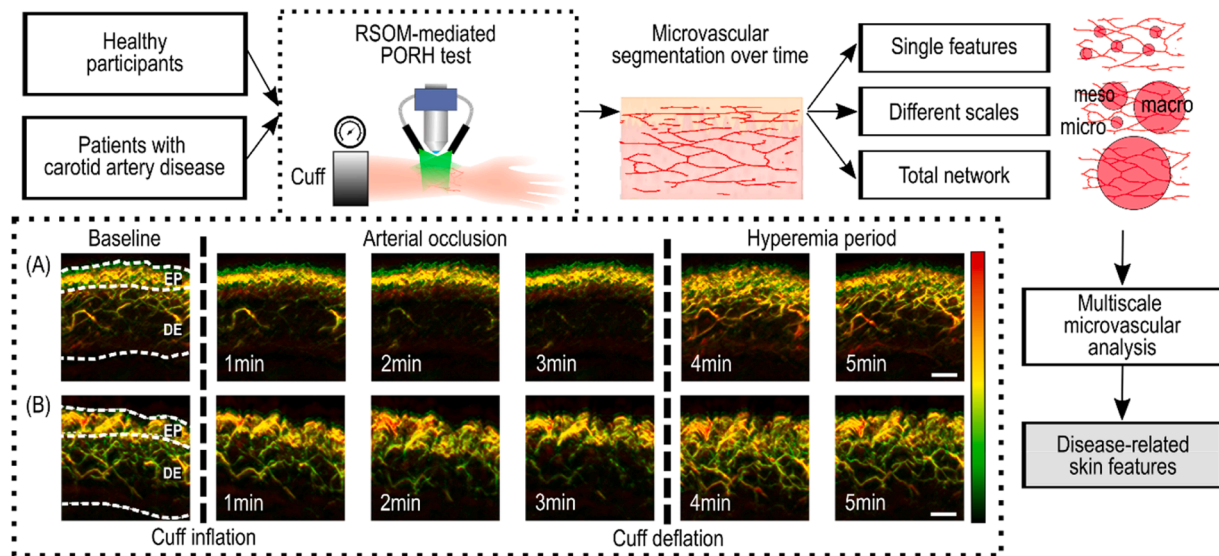 Healthy
participants
Patients with
carotid artery disease
RSOM-mediated
PORH test
Cuff
Microvascular
segmentation over time
Single features
Different scales
Total network
meso
macro
micro
Multiscale
microvascular
analysis
Disease-related
skin features
Baseline
Arterial occlusion
Hyperemia period
(A)
EP
DE
1min
2min
3min
4min
5min
(B)
EP
DE
1min
2min
3min
4min
5min
Cuff inflation
Cuff deflation